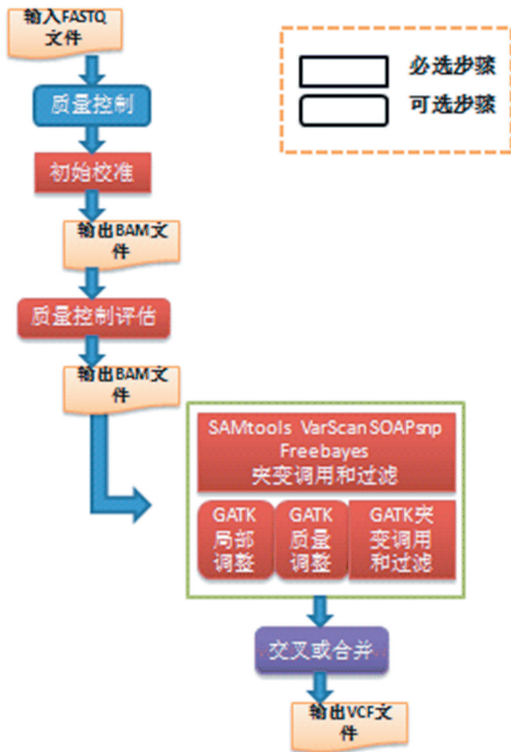 输入FASTQ
文件
必选步骤
可选步骤
质量控制
初始校准
输出BAM文
件
质量控制评估
输出BAM文
件
SAMtools VarScan SOAPsnp
Freebayes
突变调用和过滤
GATK
局部
调整
GATK
质量
调整
GATK突
变调用
和过滤
交叉或合并
输出VCF文
件